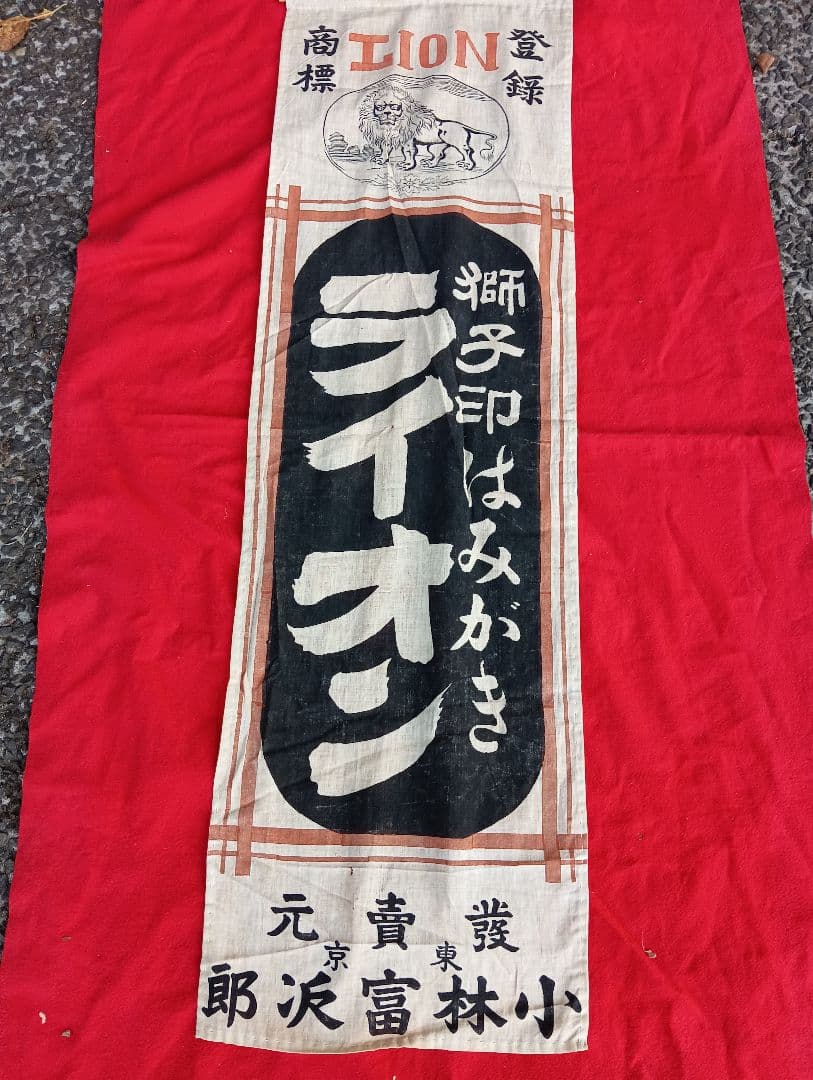 登錄
LION
商標
獅子印はみがき
ライオン
發賣元
東京
小林富次郎